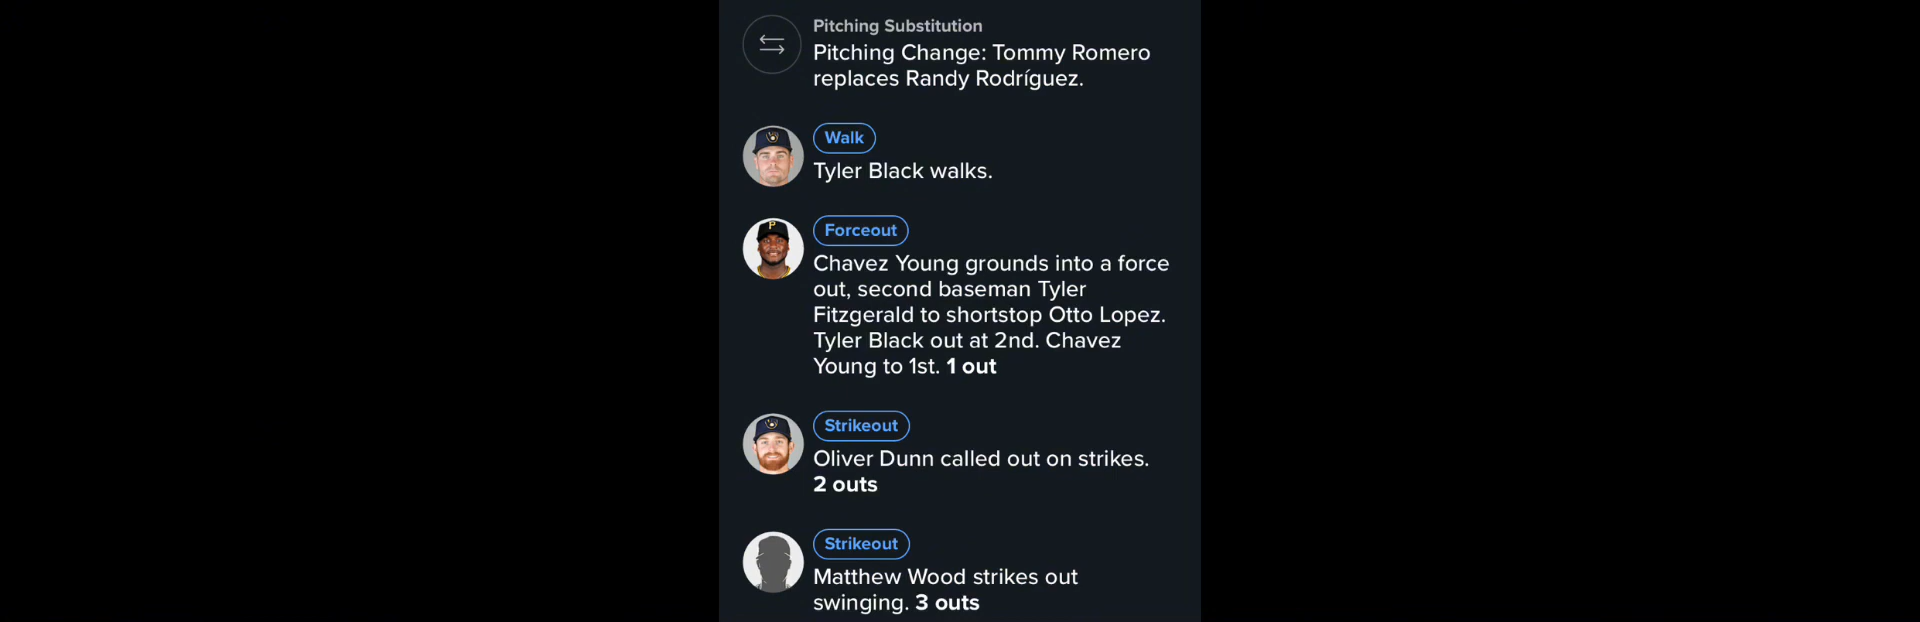 Pitching Substitution
Pitching Change: Tommy Romero
replaces Randy Rodríguez.
Walk
Tyler Black walks.
P
Forceout
Chavez Young grounds into a force
out, second baseman Tyler
Fitzgerald to shortstop Otto Lopez.
Tyler Black out at 2nd. Chavez
Young to 1st. 1 out
Strikeout
Oliver Dunn called out on strikes.
2 outs
Strikeout
Matthew Wood strikes out
swinging. 3 outs